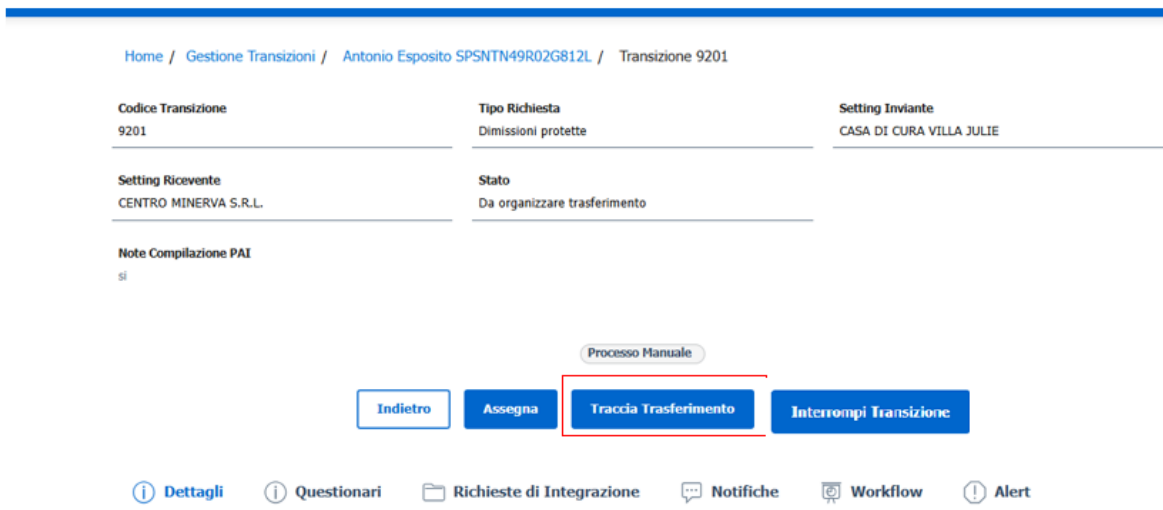 Home / Gestione Transizioni / Antonio Esposito SPSNTN49R02G812L / Transizione 9201
Codice Transizione Tipo Richiesta Setting Inviante
9201 Dimissioni protette CASA DI CURA VILLA JULIE
Setting Ricevente Stato
CENTRO MINERVA S.R.L. Da organizzare trasferimento
Note Compilazione PAI
si
Processo Manuale
Indietro Assegna Traccia Trasferimento Interrompi Transizione
Dettagli Questionari Richieste di Integrazione Notifiche Workflow Alert